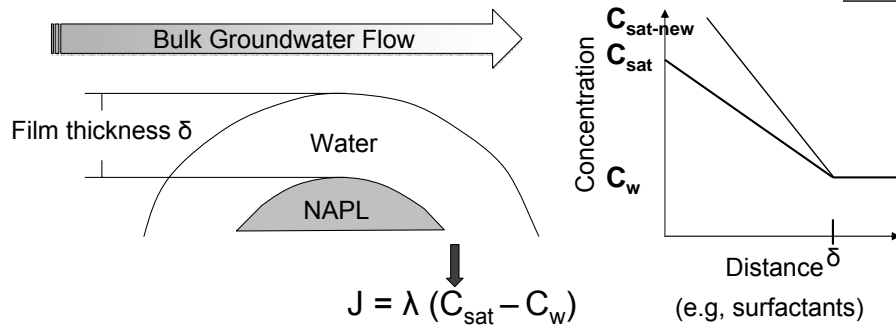 Bulk Groundwater Flow
Film thickness δ
Water
NAPL
J = λ (C_sat – C_w)
C_sat-new
C_sat
C_w
Concentration
Distance
δ
(e.g, surfactants)